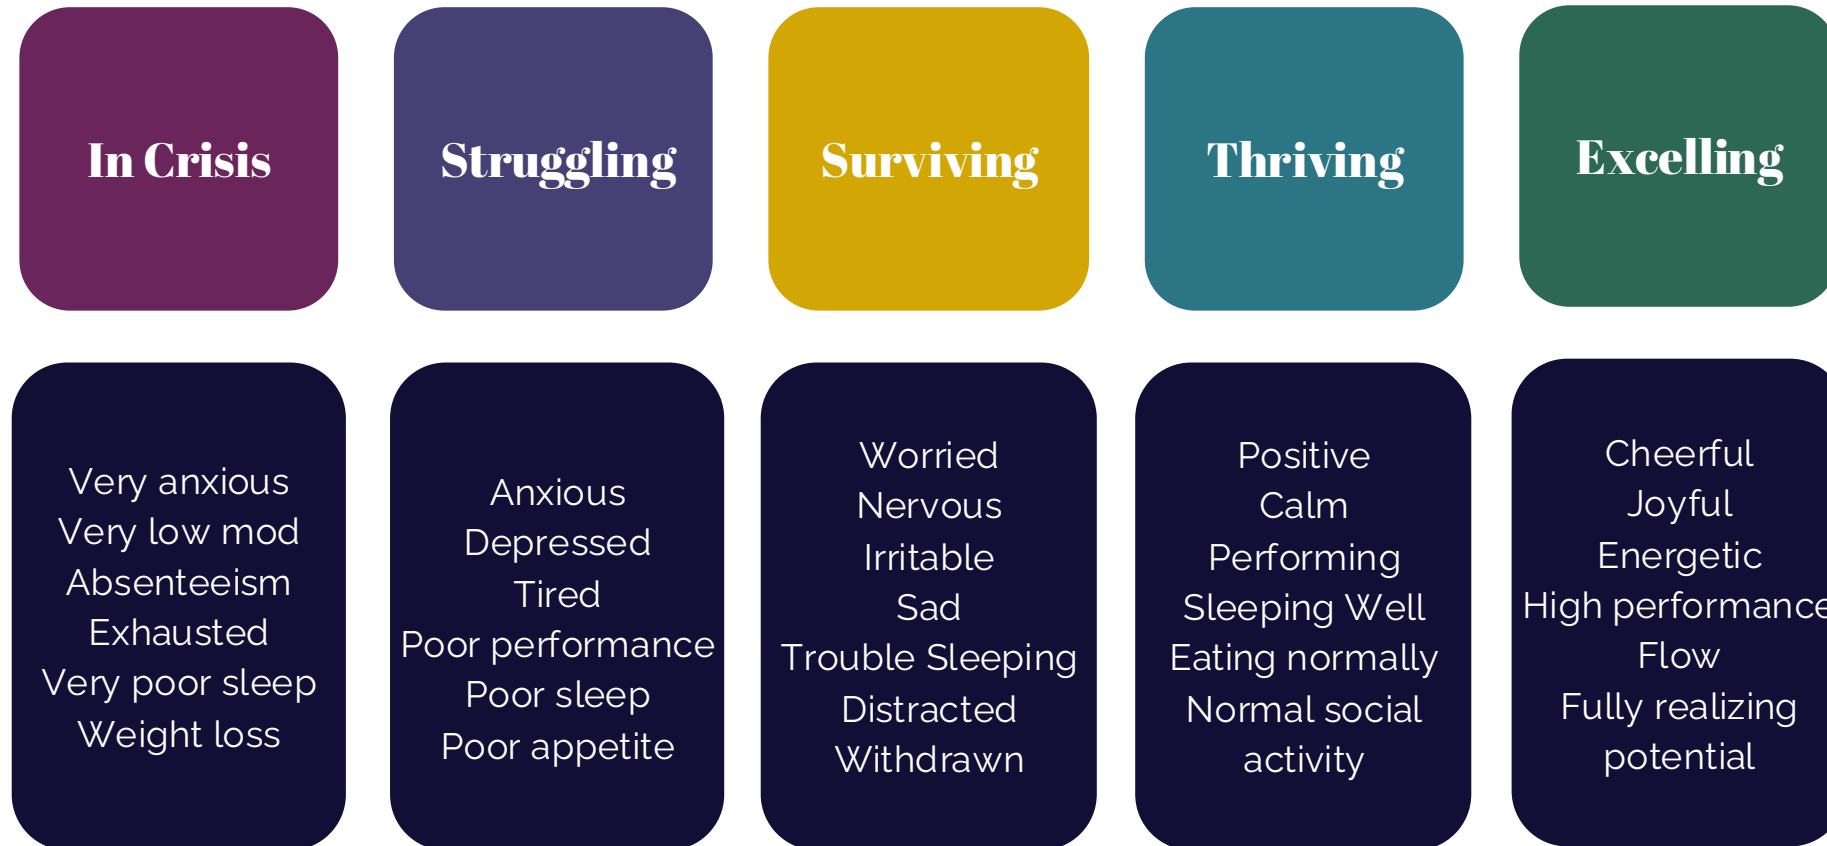 In Crisis
Struggling
Surviving
Thriving
Excelling
Very anxious
Very low mod
Absenteeism
Exhausted
Very poor sleep
Weight loss
Anxious
Depressed
Tired
Poor performance
Poor sleep
Poor appetite
Worried
Nervous
Irritable
Sad
Trouble Sleeping
Distracted
Withdrawn
Positive
Calm
Performing
Sleeping Well
Eating normally
Normal social
activity
Cheerful
Joyful
Energetic
High performance
Flow
Fully realizing
potential